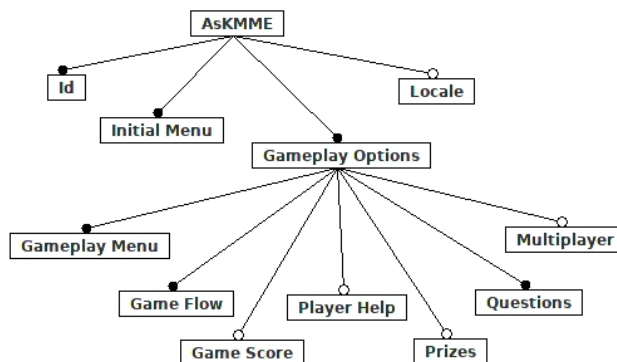 AsKMME
Id
Locale
Initial Menu
Gameplay Options
Gameplay Menu
Multiplayer
Game Flow
Player Help
Questions
Game Score
Prizes